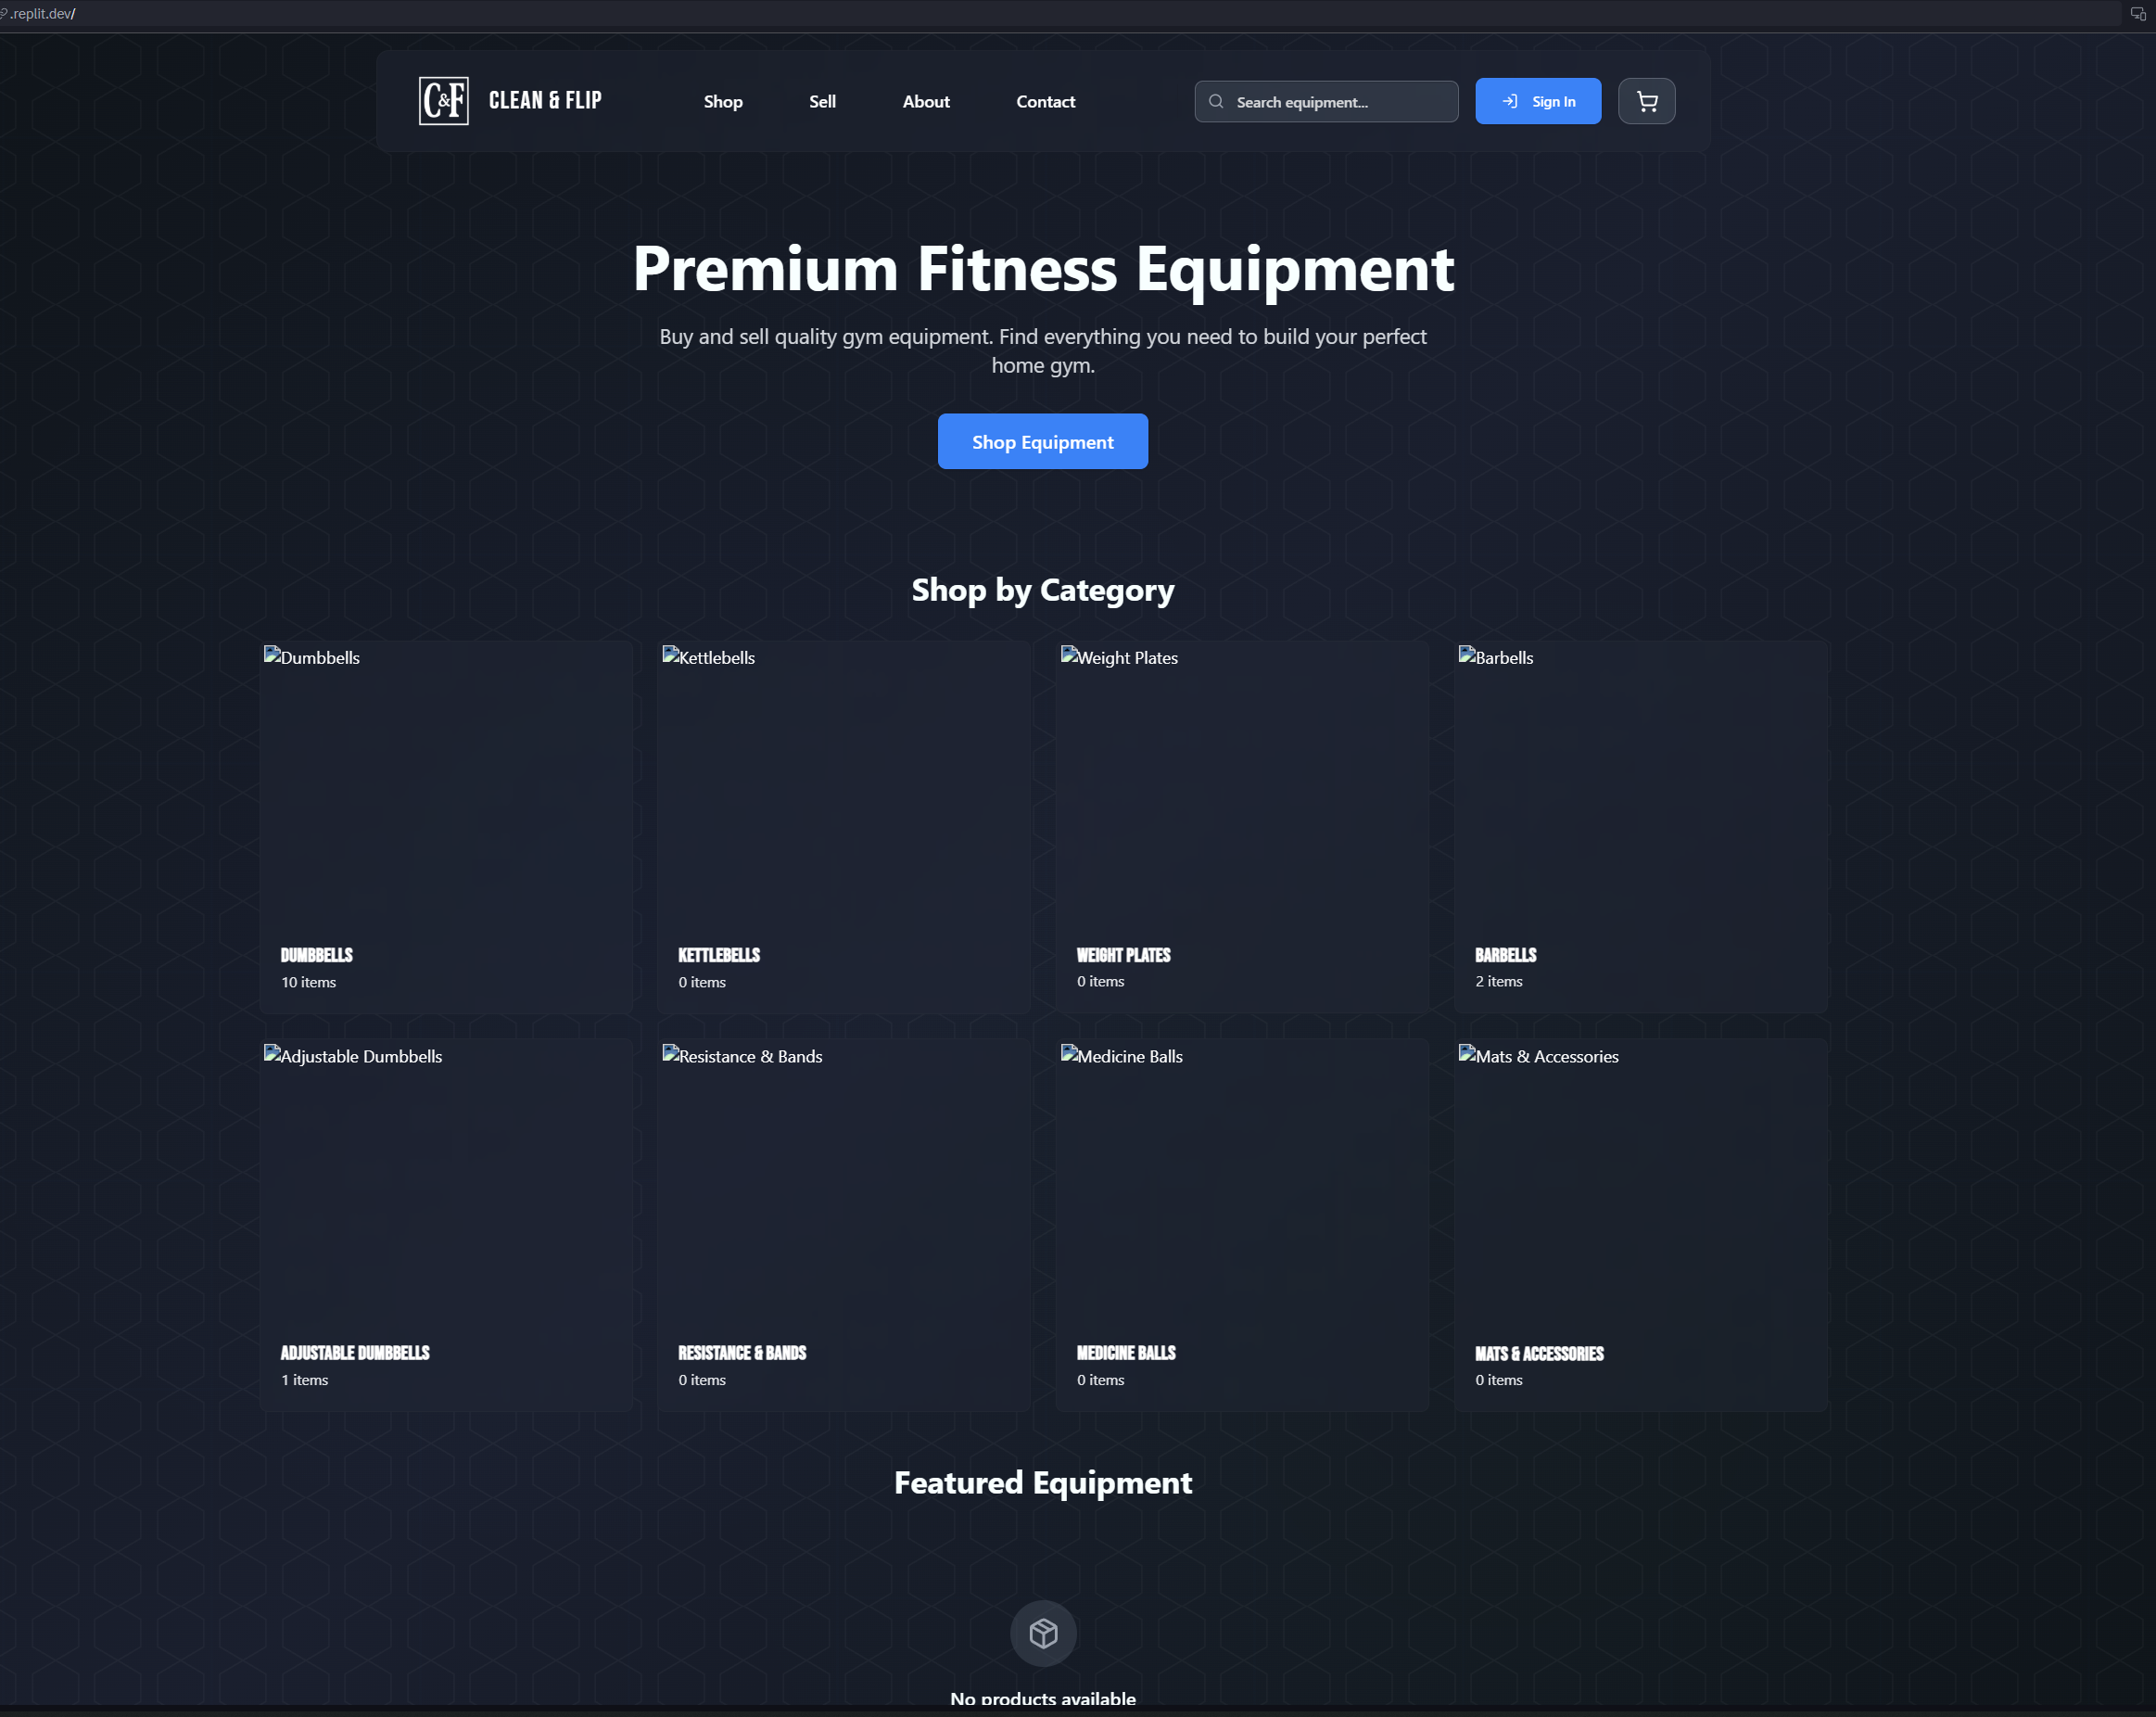 .replit.dev/
C&F
CLEAN & FLIP
Shop
Sell
About
Contact
Search equipment...
Sign In
Premium Fitness Equipment
Buy and sell quality gym equipment. Find everything you need to build your perfect
home gym.
Shop Equipment
Shop by Category
Dumbbells
Kettlebells
Weight Plates
Barbells
DUMBBELLS
10 items
KETTLEBELLS
0 items
WEIGHT PLATES
0 items
BARBELLS
2 items
Adjustable Dumbbells
Resistance & Bands
Medicine Balls
Mats & Accessories
ADJUSTABLE DUMBBELLS
1 items
RESISTANCE & BANDS
0 items
MEDICINE BALLS
0 items
MATS & ACCESSORIES
0 items
Featured Equipment
No products available